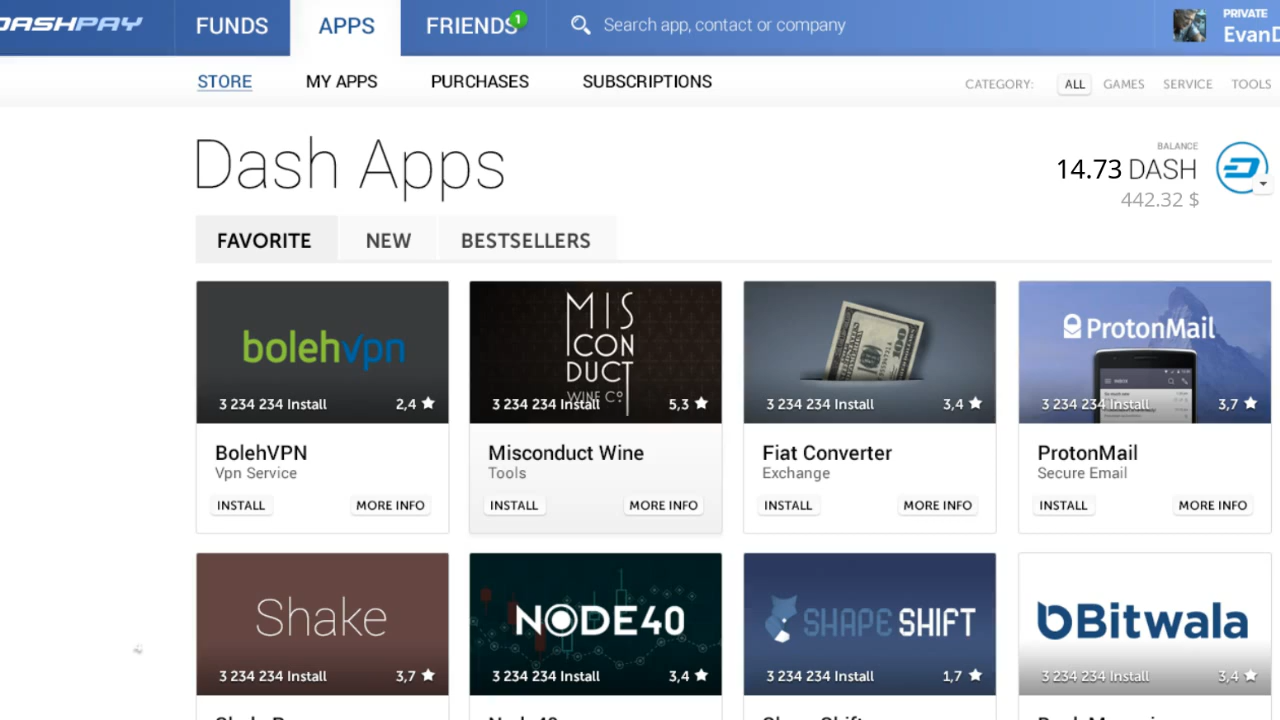 DASHPAY FUNDS APPS FRIENDS 1 Search app, contact or company PRIVATE
EvanD
STORE MY APPS PURCHASES SUBSCRIPTIONS CATEGORY: ALL GAMES SERVICE TOOLS
Dash Apps
BALANCE
14.73 DASH
442.32 $
FAVORITE NEW BESTSELLERS
bolehvpn
3 234 234 Install 2,4
BolehVPN
Vpn Service
INSTALL MORE INFO
MIS
CON
DUCT
WINE Cº
3 234 234 Install 5,3
Misconduct Wine
Tools
INSTALL MORE INFO
100
3 234 234 Install 3,4
Fiat Converter
Exchange
INSTALL MORE INFO
ProtonMail
INBOX
3 234 234 Install 3,7
ProtonMail
Secure Email
INSTALL MORE INFO
Shake
3 234 234 Install 3,7
NODE40
3 234 234 Install 3,4
SHAPESHIFT
3 234 234 Install 1,7
Bitwala
3 234 234 Install 3,4